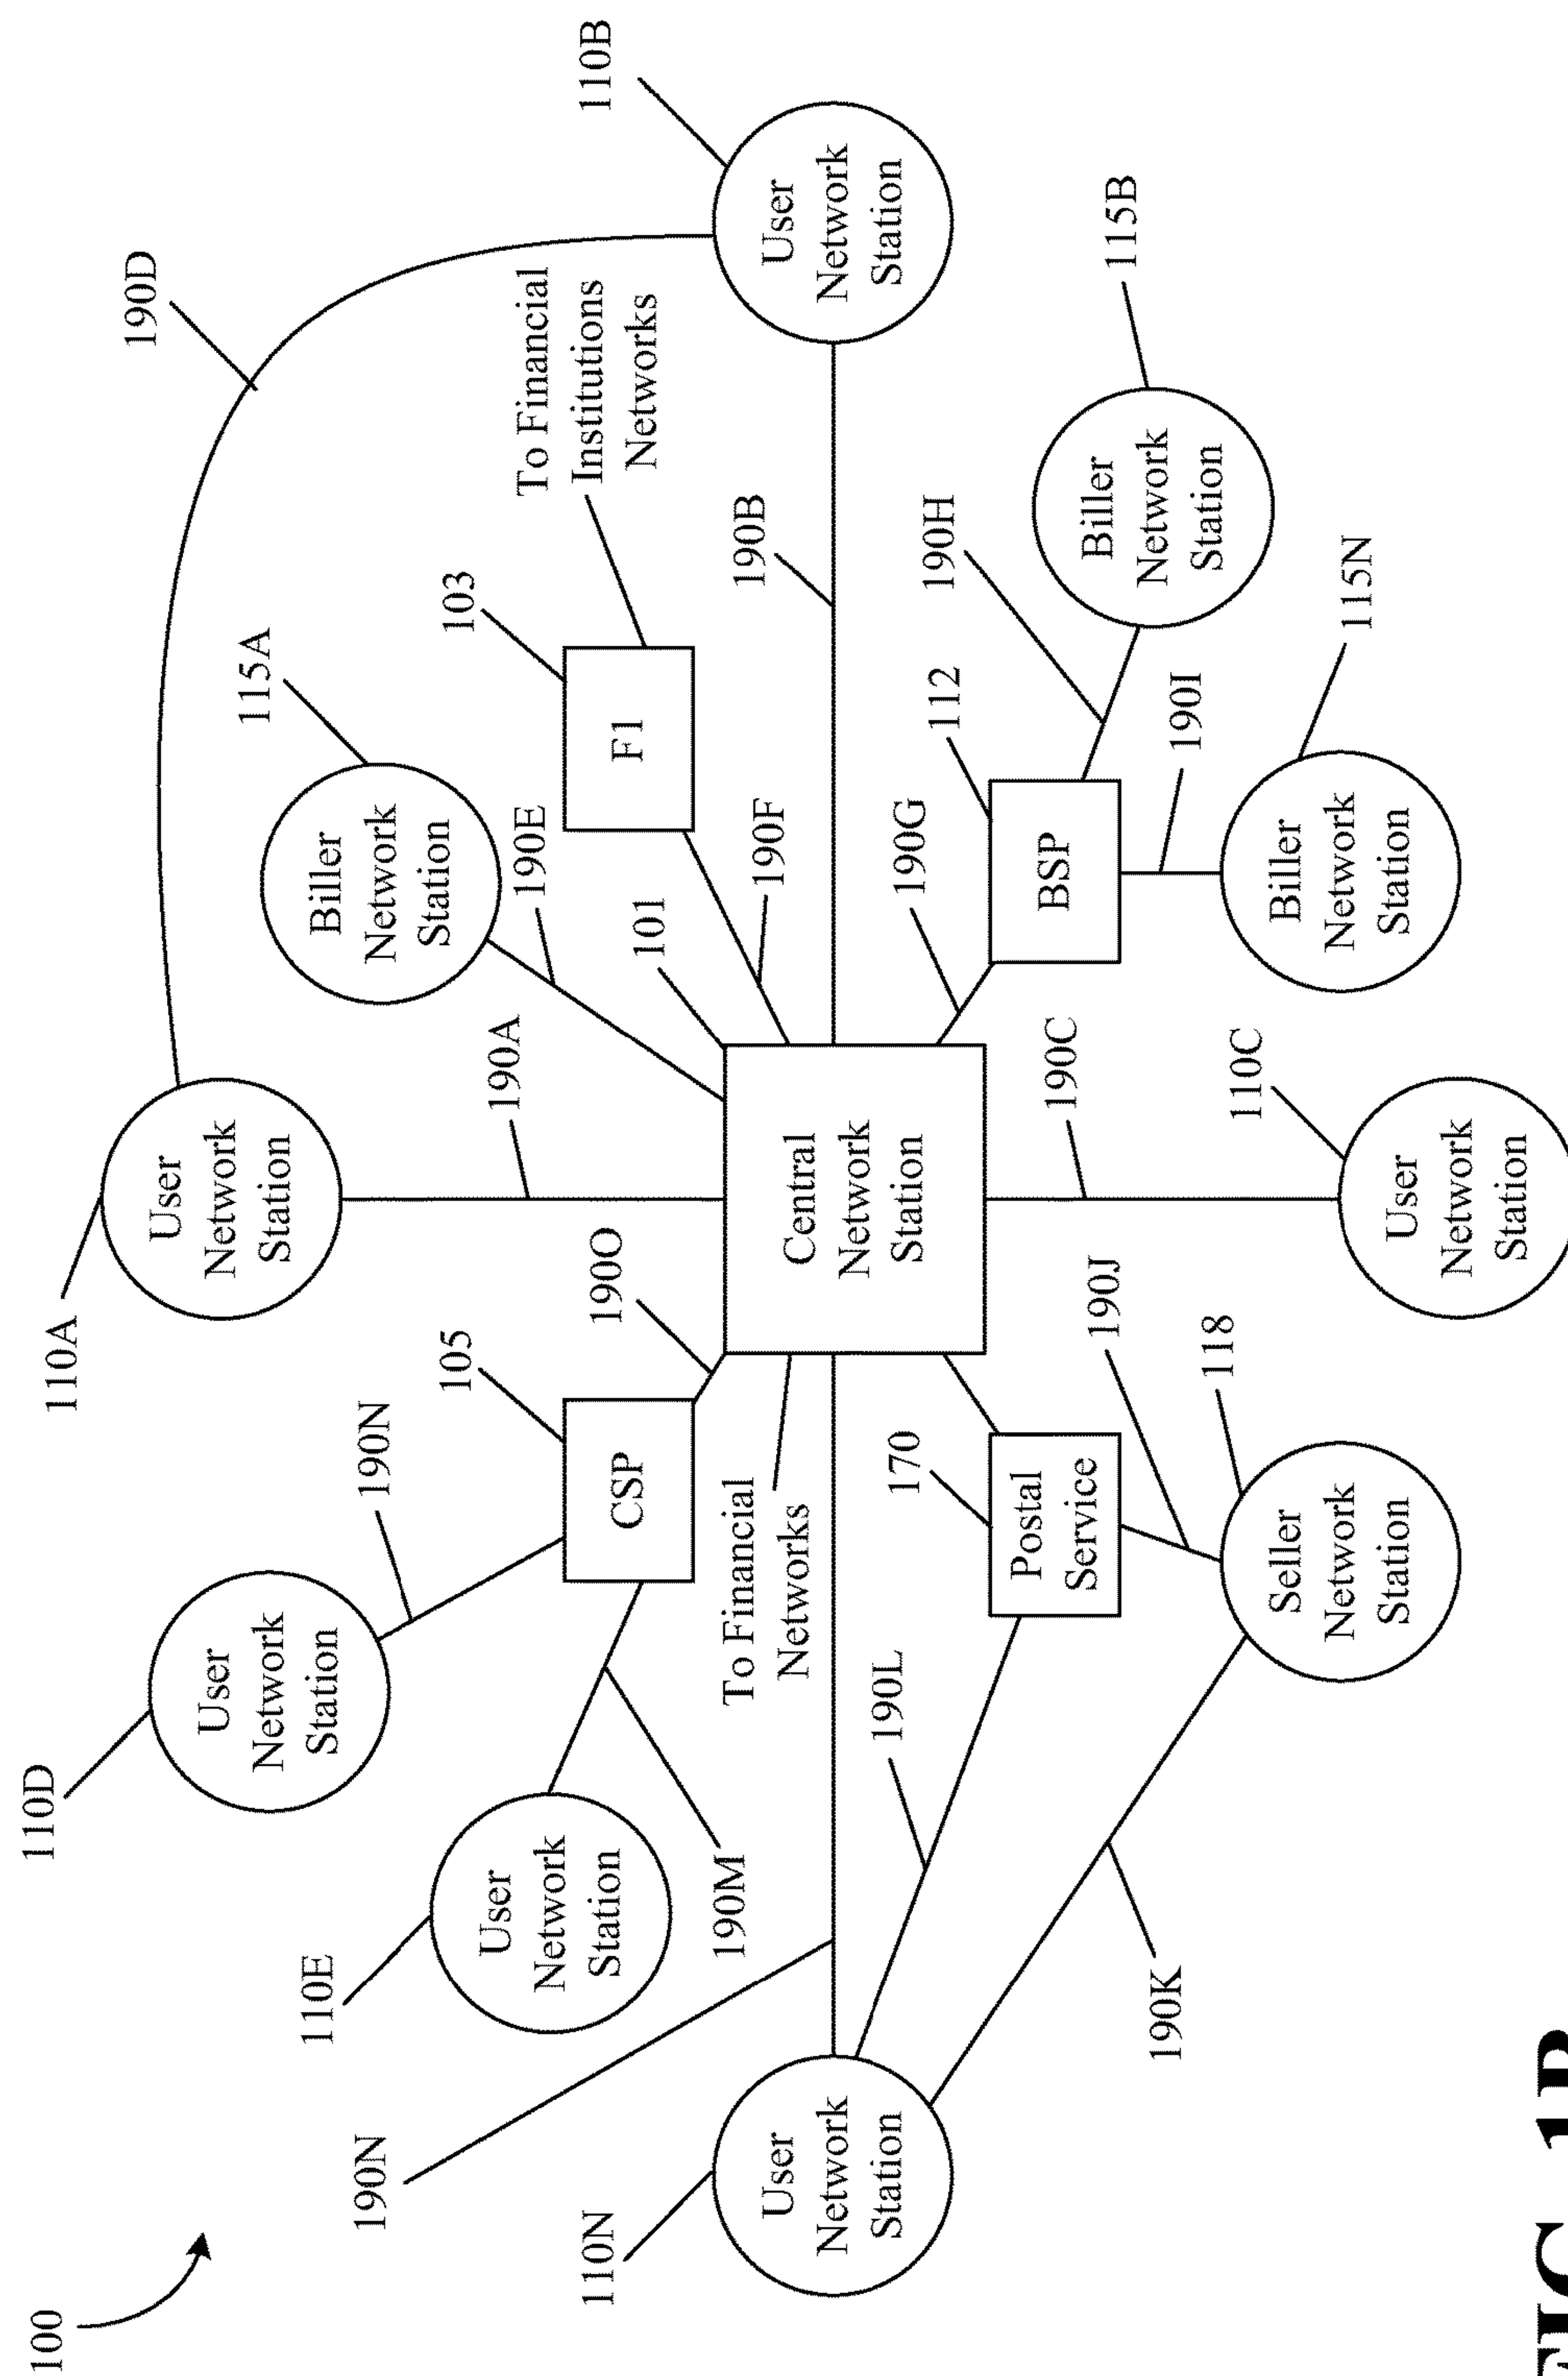 100
110D
110A
190D
User
Network
Station
User
Network
Station
115A
110E
190N
190N
Biller
Network
Station
105
103
110B
User
Network
Station
190M
CSP
190O
190A
190E
F1
To Financial
Institutions
Networks
110N
To Financial
Networks
101
190F
190B
User
Network
Station
Central
Network
Station
User
Network
Station
190L
170
190G
112
190H
Postal
Service
190C
BSP
Biller
Network
Station
115B
190K
190J
118
190I
110C
115N
Seller
Network
Station
Biller
Network
Station
User
Network
Station